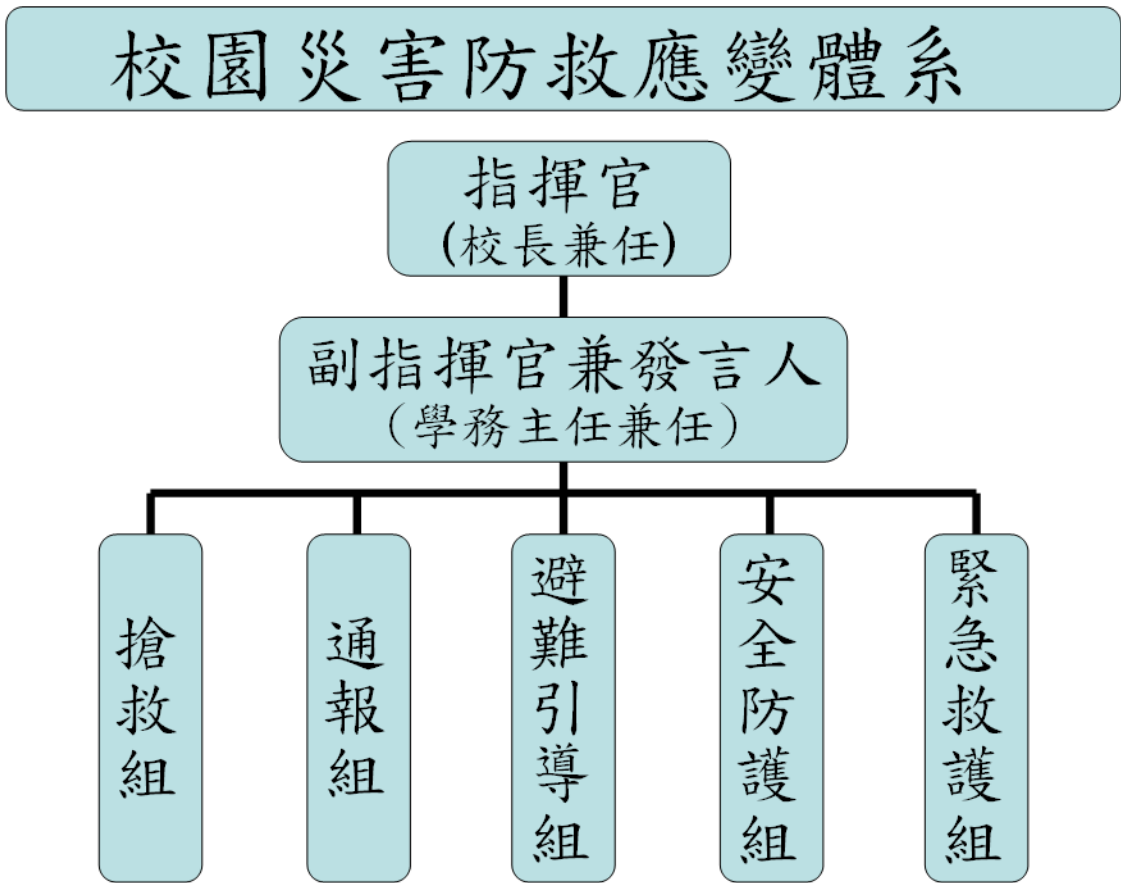 校園災害防救應變體系
指揮官
(校長兼任)
副指揮官兼發言人
（學務主任兼任）
搶救組
通報組
避難引導組
安全防護組
緊急救護組